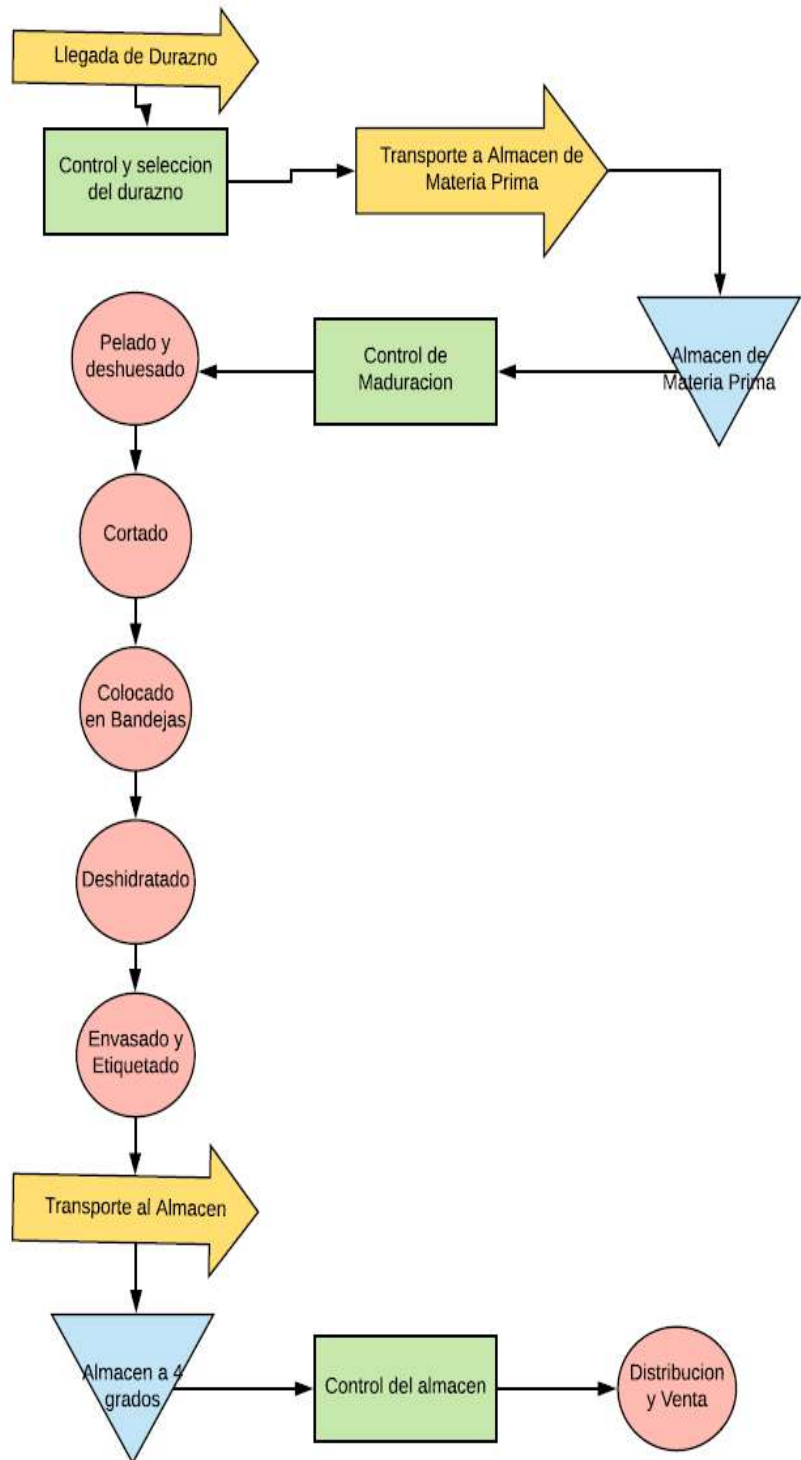 Llegada de Durazno
Control y seleccion
del durazno
Transporte a Almacen de
Materia Prima
Almacen de
Materia Prima
Control de
Maduracion
Pelado y
deshuesado
Cortado
Colocado
en Bandejas
Deshidratado
Envasado y
Etiquetado
Transporte al Almacen
Almacen a 4
grados
Control del almacen
Distribucion
y Venta